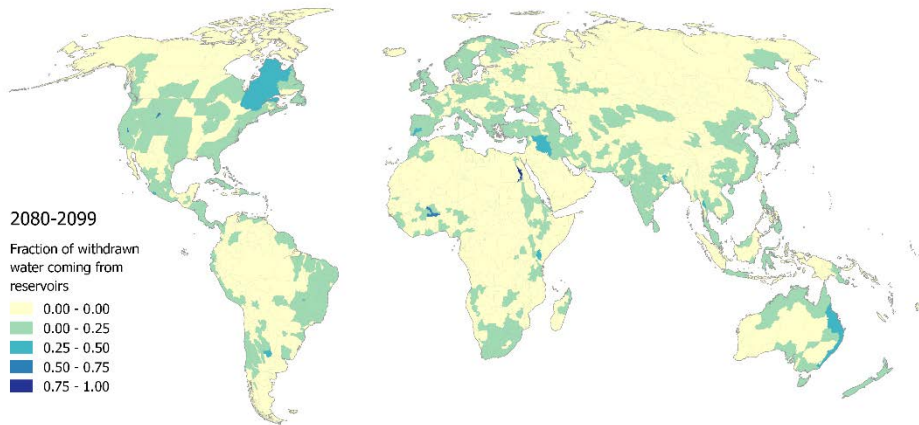 2080-2099
Fraction of withdrawn
water coming from
reservoirs
0.00 - 0.00
0.00 - 0.25
0.25 - 0.50
0.50 - 0.75
0.75 - 1.00